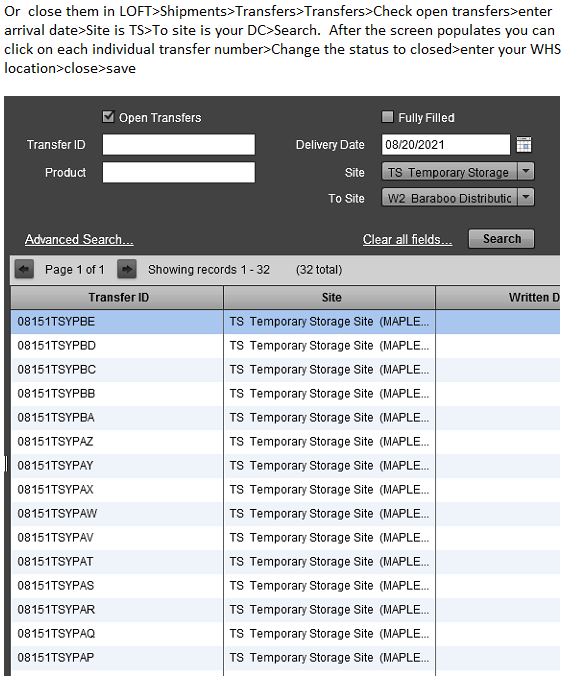 Or  close them in LOFT>Shipments>Transfers>Transfers>Check open transfers>enter
arrival date>Site is TS>To site is your DC>Search.  After the screen populates you can
click on each individual transfer number>Change the status to closed>enter your WHS
location>close>save
Open Transfers Fully Filled
Transfer ID Delivery Date 08/20/2021
Product Site TS  Temporary Storage
To Site W2  Baraboo Distributic
Advanced Search... Clear all fields... Search
Page 1 of 1 Showing records 1 - 32 (32 total)
Transfer ID Site Written D
08151TSYPBE TS  Temporary Storage Site  (MAPLE...
08151TSYPBD TS  Temporary Storage Site  (MAPLE...
08151TSYPBC TS  Temporary Storage Site  (MAPLE...
08151TSYPBB TS  Temporary Storage Site  (MAPLE...
08151TSYPBA TS  Temporary Storage Site  (MAPLE...
08151TSYPAZ TS  Temporary Storage Site  (MAPLE...
08151TSYPAY TS  Temporary Storage Site  (MAPLE...
08151TSYPAX TS  Temporary Storage Site  (MAPLE...
08151TSYPAW TS  Temporary Storage Site  (MAPLE...
08151TSYPAV TS  Temporary Storage Site  (MAPLE...
08151TSYPAT TS  Temporary Storage Site  (MAPLE...
08151TSYPAS TS  Temporary Storage Site  (MAPLE...
08151TSYPAR TS  Temporary Storage Site  (MAPLE...
08151TSYPAQ TS  Temporary Storage Site  (MAPLE...
08151TSYPAP TS  Temporary Storage Site  (MAPLE...